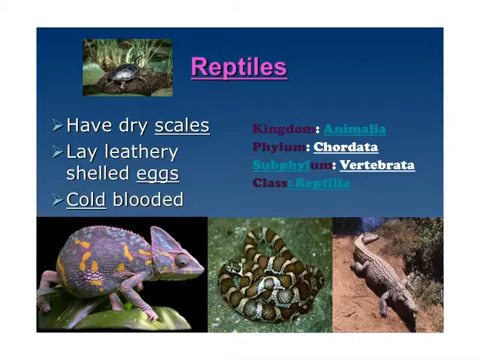 Reptiles
Have dry scales
Lay leathery
shelled eggs
Cold blooded
Kingdom: Animalia
Phylum: Chordata
Subphylum: Vertebrata
Class: Reptilia